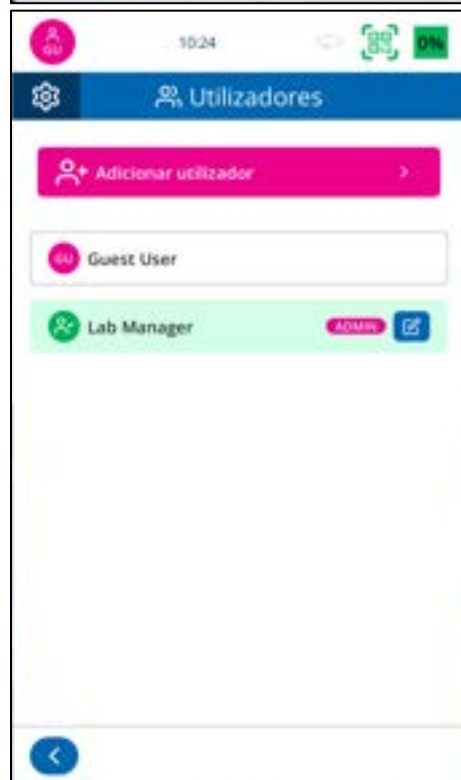 GU
10:24
0%
Utilizadores
Adicionar utilizador
GU Guest User
Lab Manager ADMIN